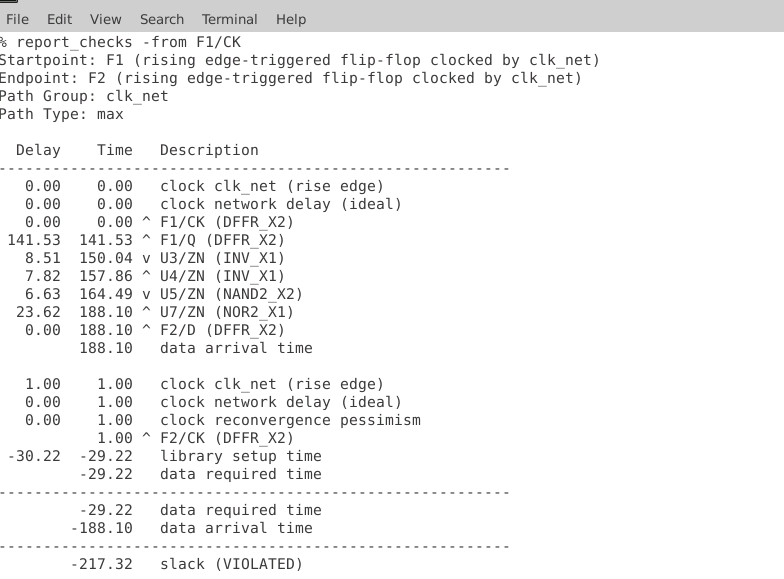 File Edit View Search Terminal Help
% report_checks -from F1/CK
Startpoint: F1 (rising edge-triggered flip-flop clocked by clk_net)
Endpoint: F2 (rising edge-triggered flip-flop clocked by clk_net)
Path Group: clk_net
Path Type: max
Delay Time Description
---------------------------------------------------------
0.00 0.00 clock clk_net (rise edge)
0.00 0.00 clock network delay (ideal)
0.00 0.00 ^ F1/CK (DFFR_X2)
141.53 141.53 ^ F1/Q (DFFR_X2)
8.51 150.04 v U3/ZN (INV_X1)
7.82 157.86 ^ U4/ZN (INV_X1)
6.63 164.49 v U5/ZN (NAND2_X2)
23.62 188.10 ^ U7/ZN (NOR2_X1)
0.00 188.10 ^ F2/D (DFFR_X2)
188.10 data arrival time
1.00 1.00 clock clk_net (rise edge)
0.00 1.00 clock network delay (ideal)
0.00 1.00 clock reconvergence pessimism
1.00 ^ F2/CK (DFFR_X2)
-30.22 -29.22 library setup time
-29.22 data required time
---------------------------------------------------------
-29.22 data required time
-188.10 data arrival time
---------------------------------------------------------
-217.32 slack (VIOLATED)